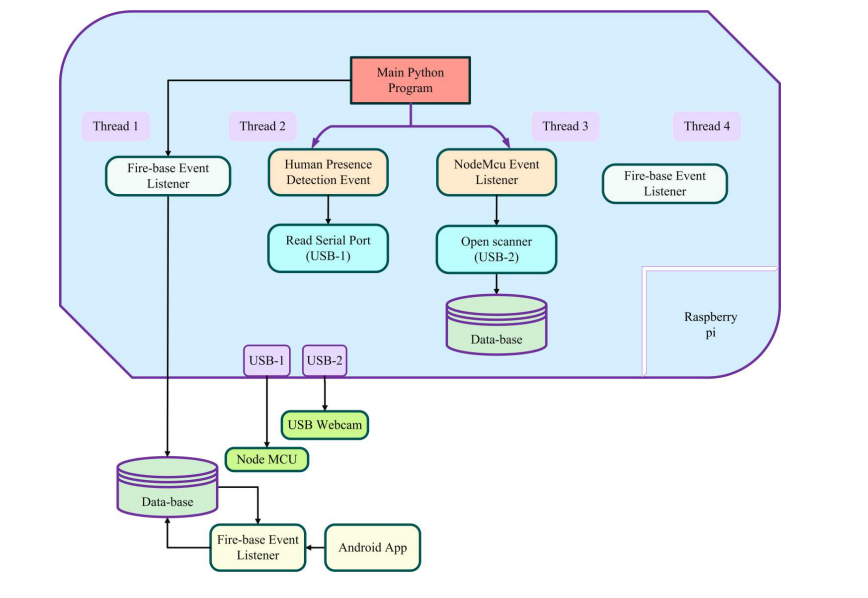 Main Python
Program
Thread 1
Thread 2
Thread 3
Thread 4
Fire-base Event
Listener
Human Presence
Detection Event
NodeMcu Event
Listener
Fire-base Event
Listener
Read Serial Port
(USB-1)
Open scanner
(USB-2)
Data-base
Raspberry
pi
USB-1
USB-2
USB Webcam
Node MCU
Data-base
Fire-base Event
Listener
Android App